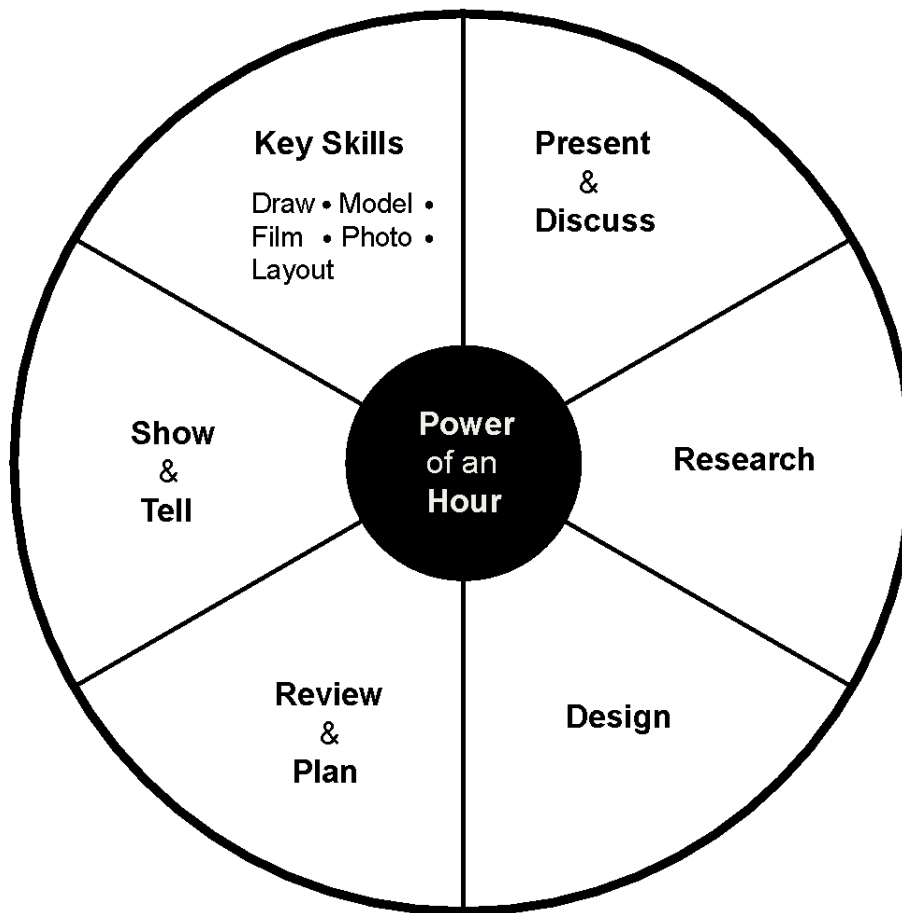 Key Skills
Draw • Model •
Film • Photo •
Layout
Present
&
Discuss
Show
&
Tell
Power
of an
Hour
Research
Review
&
Plan
Design